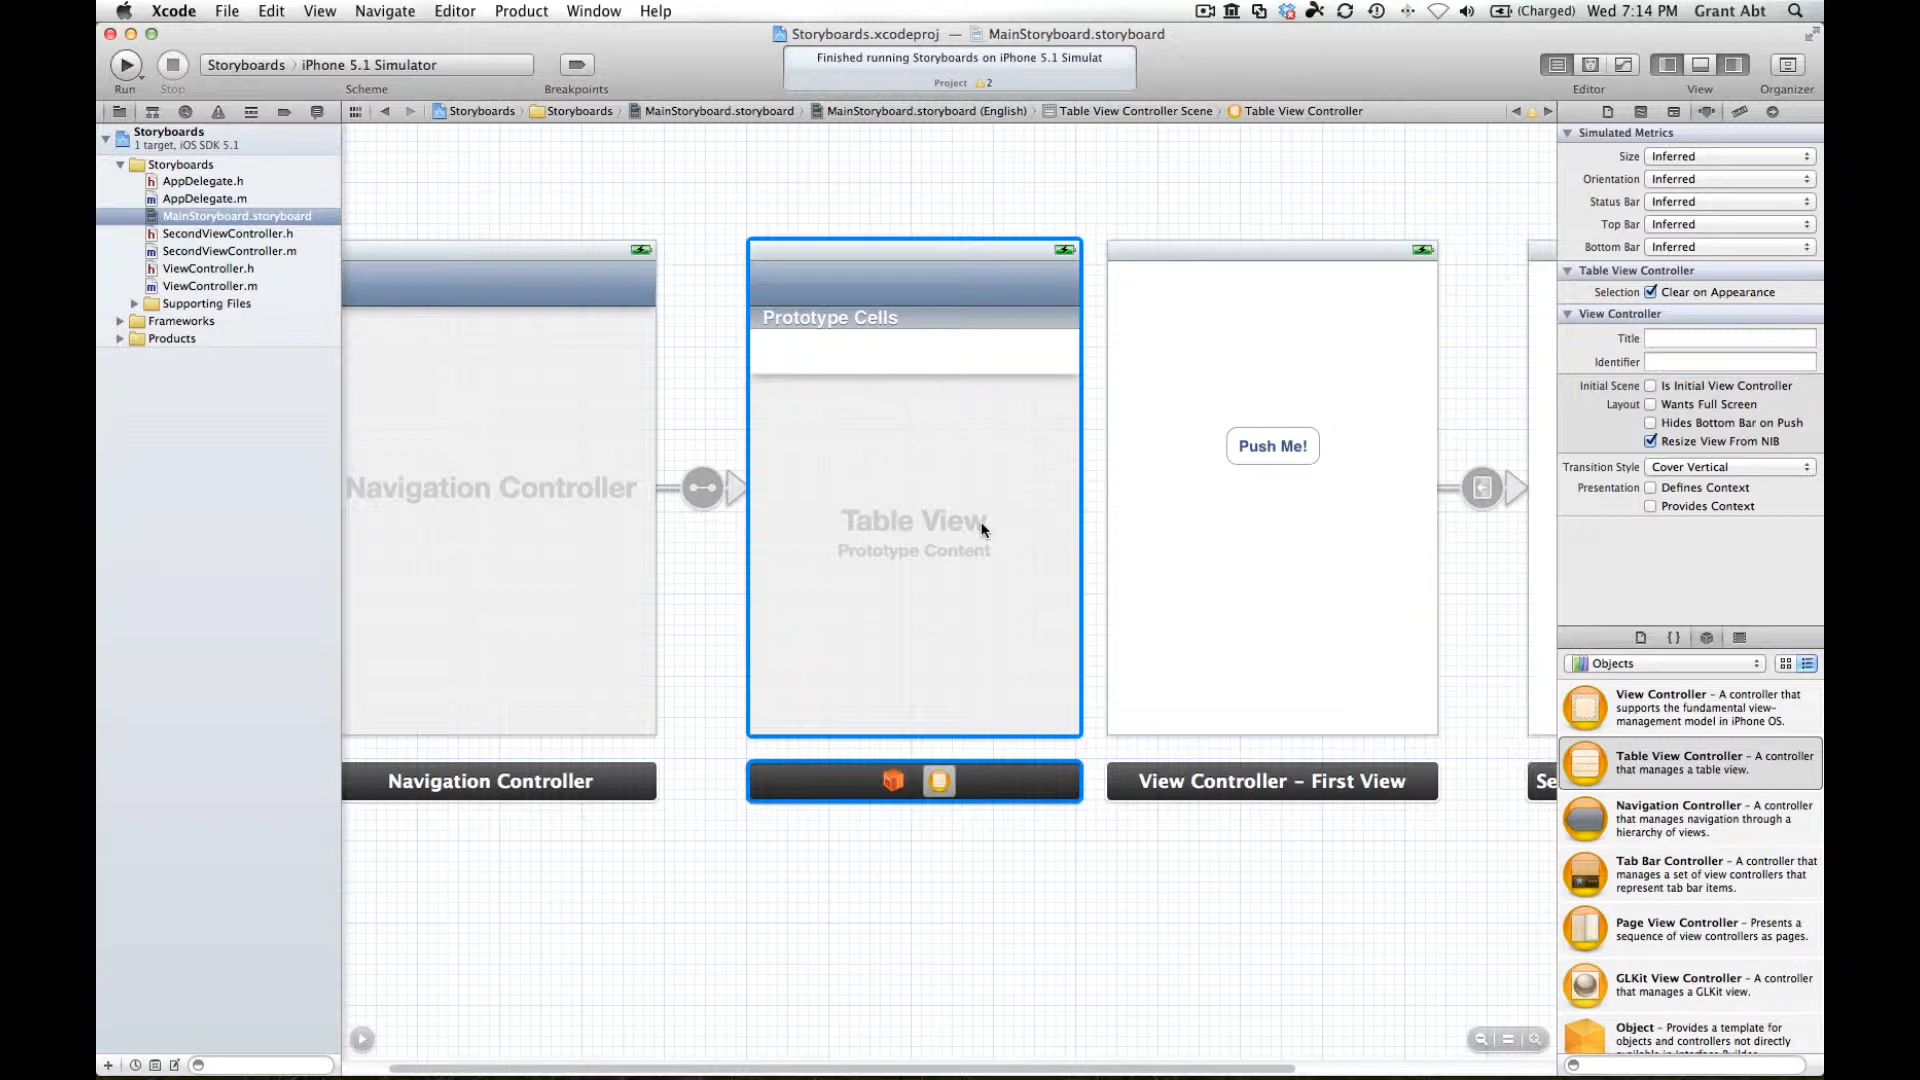 Xcode File Edit View Navigate Editor Product Window Help
(Charged) Wed 7:14 PM Grant Abt
Storyboards.xcodeproj — MainStoryboard.storyboard
Storyboards iPhone 5.1 Simulator
Finished running Storyboards on iPhone 5.1 Simulat
Project 2
Run Stop Scheme Breakpoints Editor View Organizer
Storyboards Storyboards MainStoryboard.storyboard MainStoryboard.storyboard (English) Table View Controller Scene Table View Controller
Storyboards
1 target, iOS SDK 5.1
Storyboards
AppDelegate.h
AppDelegate.m
MainStoryboard.storyboard
SecondViewController.h
SecondViewController.m
ViewController.h
ViewController.m
Supporting Files
Frameworks
Products
Navigation Controller
Navigation Controller
Prototype Cells
Table View
Prototype Content
Push Me!
View Controller – First View
Se
Simulated Metrics
Size Inferred
Orientation Inferred
Status Bar Inferred
Top Bar Inferred
Bottom Bar Inferred
Table View Controller
Selection Clear on Appearance
View Controller
Title
Identifier
Initial Scene Is Initial View Controller
Layout Wants Full Screen
Hides Bottom Bar on Push
Resize View From NIB
Transition Style Cover Vertical
Presentation Defines Context
Provides Context
{ }
Objects
View Controller – A controller that
supports the fundamental view-
management model in iPhone OS.
Table View Controller – A controller
that manages a table view.
Navigation Controller – A controller
that manages navigation through a
hierarchy of views.
Tab Bar Controller – A controller that
manages a set of view controllers that
represent tab bar items.
Page View Controller – Presents a
sequence of view controllers as pages.
GLKit View Controller – A controller
that manages a GLKit view.
Object – Provides a template for
objects and controllers not directly